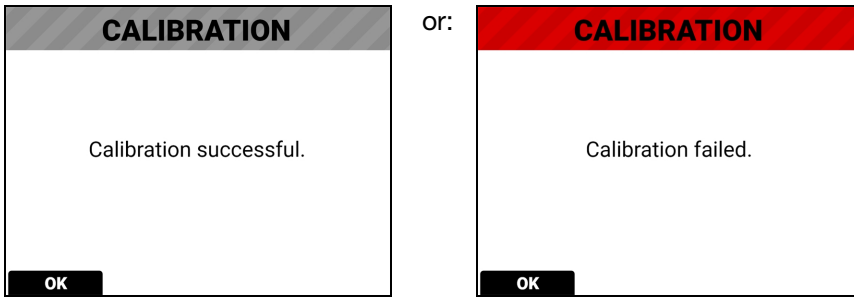 CALIBRATION
Calibration successful.
OK
or:
CALIBRATION
Calibration failed.
OK